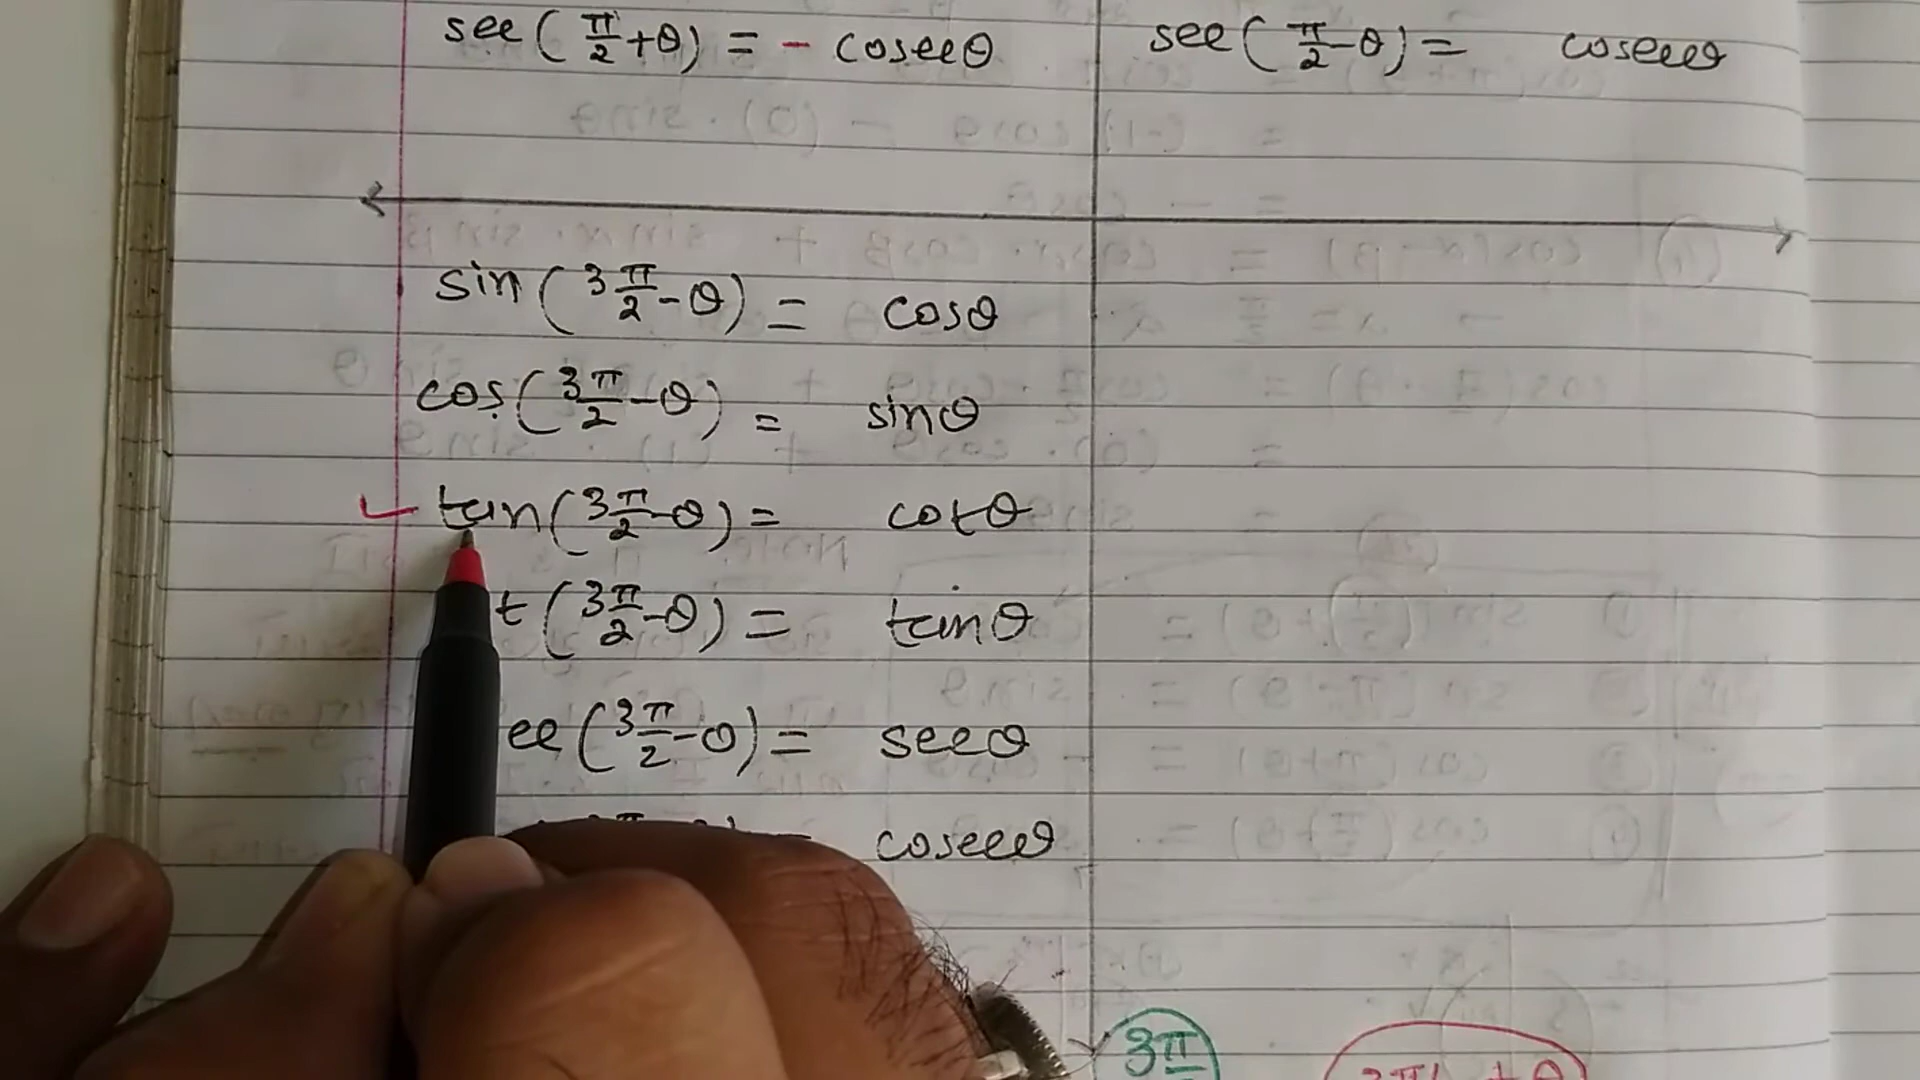 sec(π/2+θ) = - cosecθ
sec(π/2-θ) = cosecθ
sin(3π/2-θ) = cosθ
cos(3π/2-θ) = sinθ
tan(3π/2-θ) = cotθ
t(3π/2-θ) = tanθ
ec(3π/2-θ) = secθ
cosecθ
3π